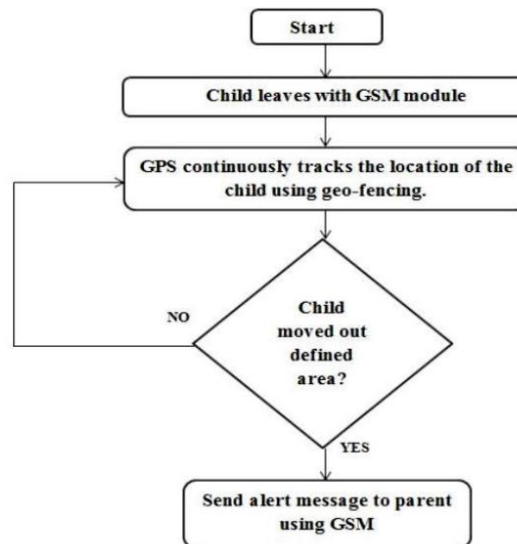 Start
Child leaves with GSM module
GPS continuously tracks the location of the
child using geo-fencing.
NO
Child
moved out
defined
area?
YES
Send alert message to parent
using GSM